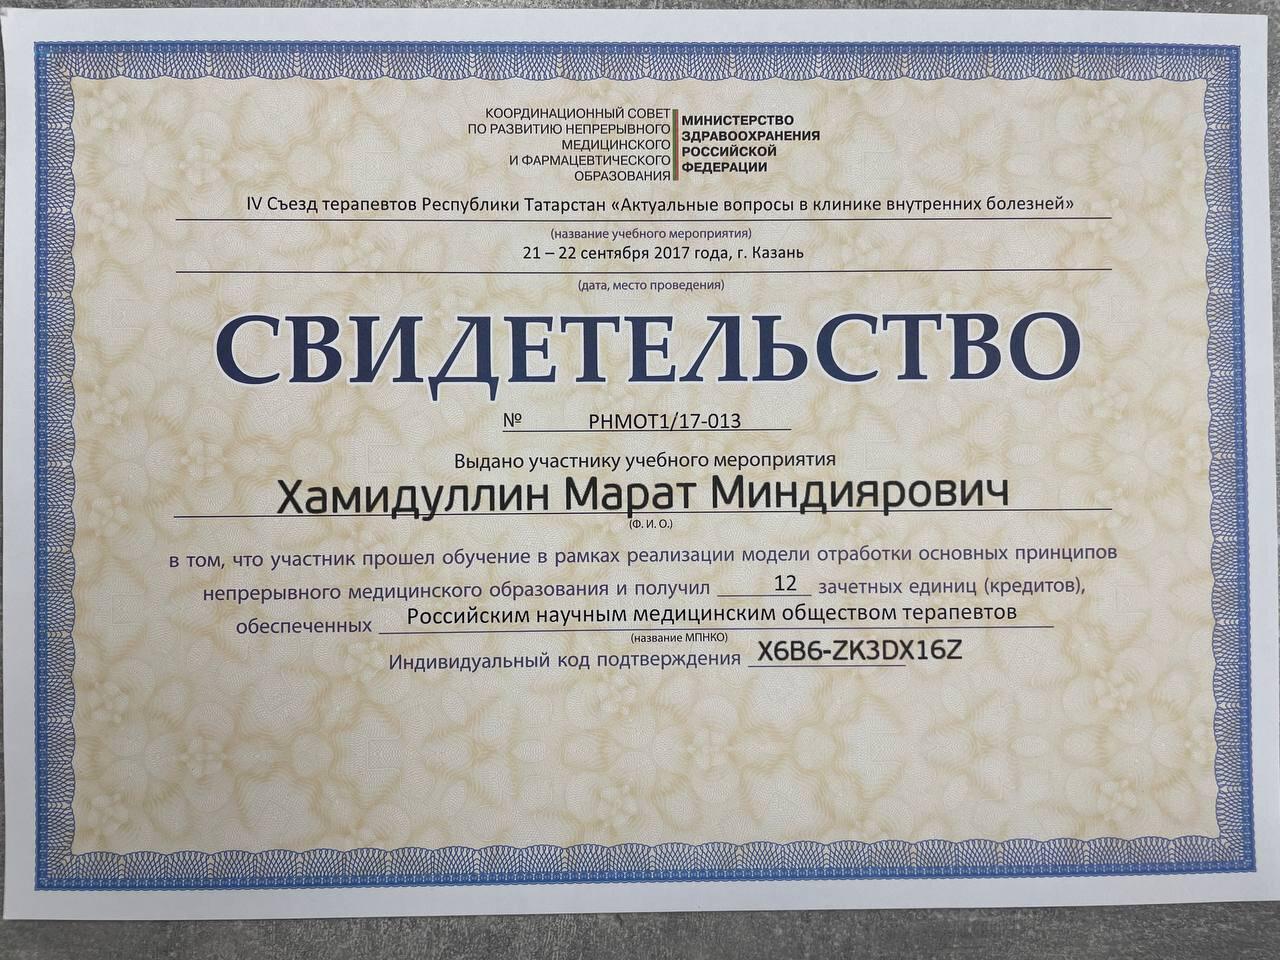 КООРДИНАЦИОННЫЙ СОВЕТ
ПО РАЗВИТИЮ НЕПРЕРЫВНОГО
МЕДИЦИНСКОГО
И ФАРМАЦЕВТИЧЕСКОГО
ОБРАЗОВАНИЯ
МИНИСТЕРСТВО
ЗДРАВООХРАНЕНИЯ
РОССИЙСКОЙ
ФЕДЕРАЦИИ
IV Съезд терапевтов Республики Татарстан «Актуальные вопросы в клинике внутренних болезней»
(название учебного мероприятия)
21 – 22 сентября 2017 года, г. Казань
(дата, место проведения)
СВИДЕТЕЛЬСТВО
№ РНМОТ1/17-013
Выдано участнику учебного мероприятия
Хамидуллин Марат Миндиярович
(Ф. И. О.)
в том, что участник прошел обучение в рамках реализации модели отработки основных принципов
непрерывного медицинского образования и получил 12 зачетных единиц (кредитов),
обеспеченных Российским научным медицинским обществом терапевтов
(название МПНКО)
Индивидуальный код подтверждения X6B6-ZK3DX16Z